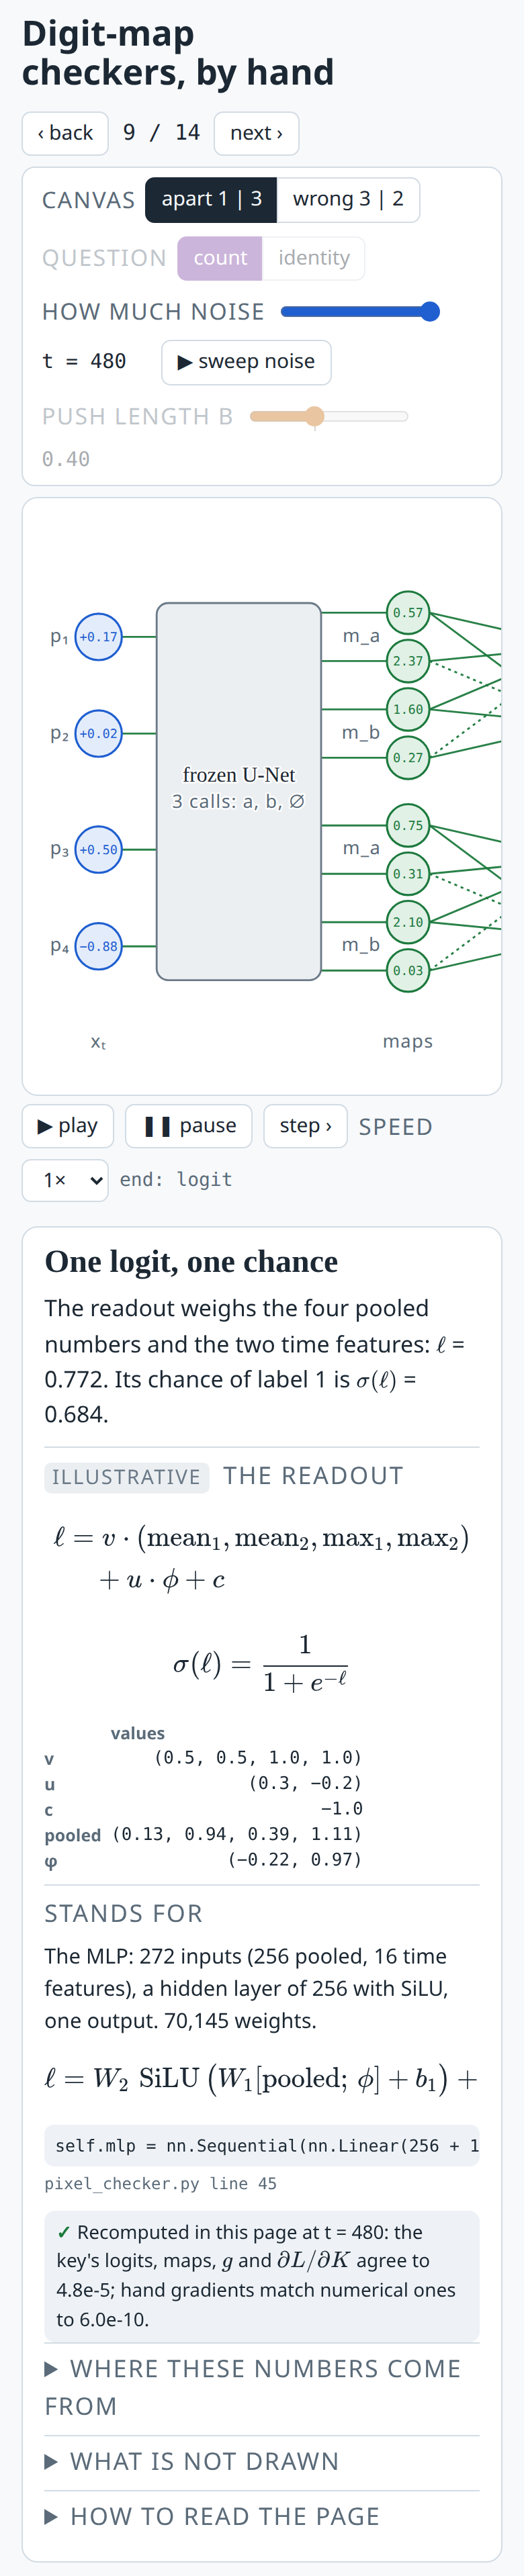 Digit-map
checkers, by hand
‹ back 9 / 14 next ›
CANVAS apart 1 | 3 wrong 3 | 2
QUESTION count identity
HOW MUCH NOISE
t = 480 ▶ sweep noise
PUSH LENGTH B
0.40
p₁ +0.17
p₂ +0.02
p₃ +0.50
p₄ −0.88
frozen U-Net
3 calls: a, b, ∅
0.57
m_a
2.37
1.60
m_b
0.27
0.75
m_a
0.31
2.10
m_b
0.03
xₜ maps
▶ play ❚❚ pause step › SPEED
1× end: logit
One logit, one chance
The readout weighs the four pooled
numbers and the two time features: ℓ =
0.772. Its chance of label 1 is σ(ℓ) =
0.684.
ILLUSTRATIVE THE READOUT
ℓ = v · (mean₁, mean₂, max₁, max₂)
+ u · ϕ + c
σ(ℓ) = 1 / (1 + e^{−ℓ})
values
v (0.5, 0.5, 1.0, 1.0)
u (0.3, −0.2)
c −1.0
pooled (0.13, 0.94, 0.39, 1.11)
φ (−0.22, 0.97)
STANDS FOR
The MLP: 272 inputs (256 pooled, 16 time
features), a hidden layer of 256 with SiLU,
one output. 70,145 weights.
ℓ = W₂ SiLU (W₁[pooled; ϕ] + b₁) +
self.mlp = nn.Sequential(nn.Linear(256 + 1
pixel_checker.py line 45
✓ Recomputed in this page at t = 480: the
key's logits, maps, g and ∂L/∂K agree to
4.8e-5; hand gradients match numerical ones
to 6.0e-10.
▶ WHERE THESE NUMBERS COME
FROM
▶ WHAT IS NOT DRAWN
▶ HOW TO READ THE PAGE